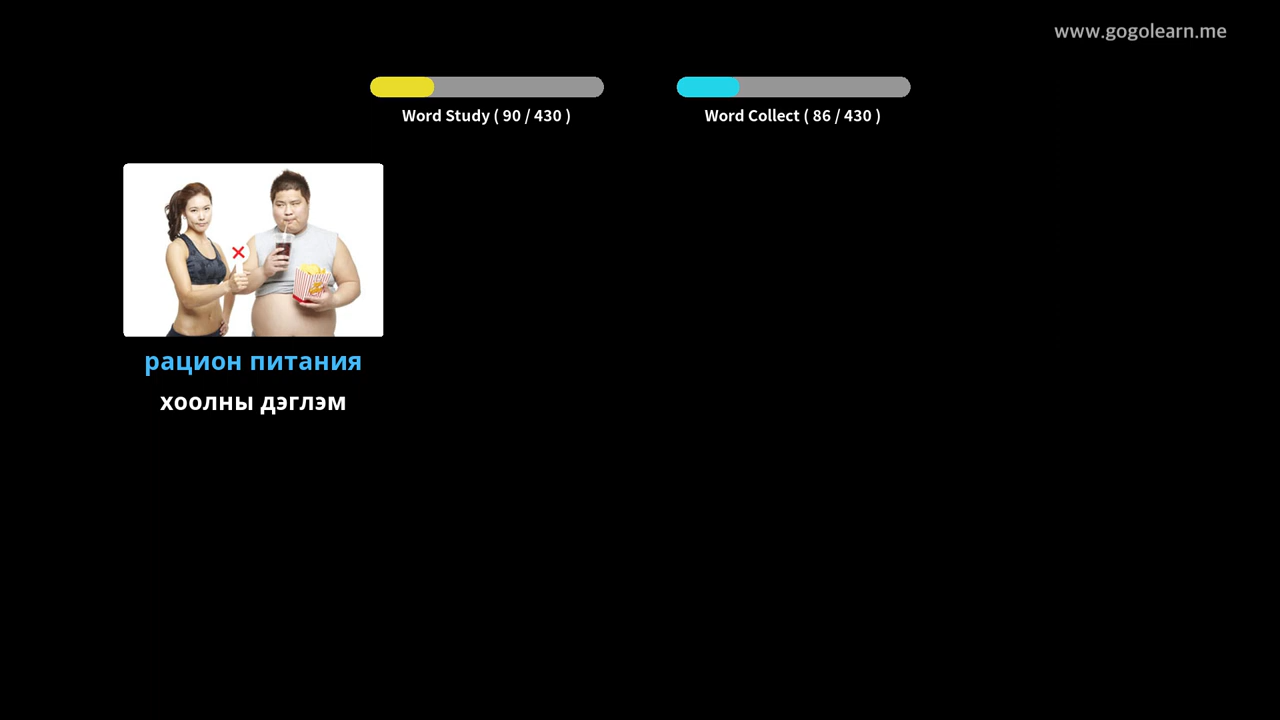 www.gogolearn.me
Word Study ( 90 / 430 )
Word Collect ( 86 / 430 )
рацион питания
хоолны дэглэм